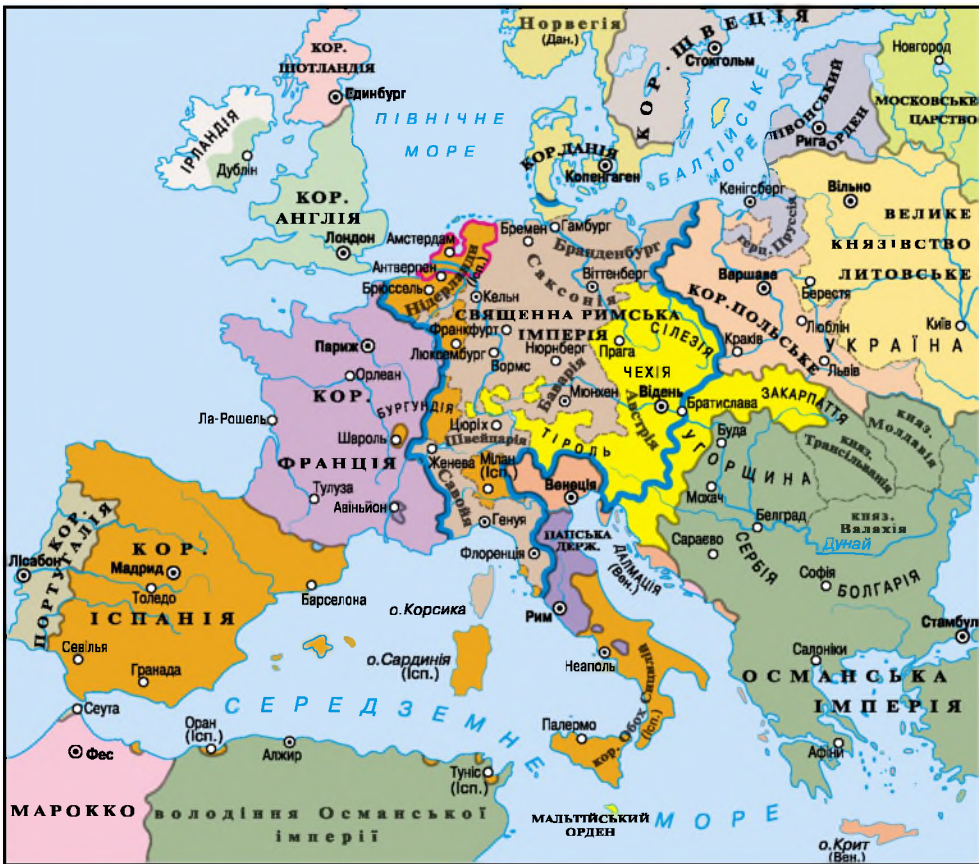 Норвегія
(Дан.)
КОР. ШВЕЦІЯ
Стокгольм
Новгород
МОСКОВСЬКЕ
ЦАРСТВО
КОР.
ШОТЛАНДІЯ
Единбург
ПІВНІЧНЕ
МОРЕ
ЛІВОНСЬКИЙ
ОРДЕН
Рига
ІРЛАНДІЯ
Дублін
КОР. ДАНІЯ
Копенгаген
БАЛТІЙСЬКЕ
МОРЕ
КОР.
АНГЛІЯ
Лондон
Кенігсберг
герц. Пруссія
Вільно
ВЕЛИКЕ
КНЯЗІВСТВО
ЛИТОВСЬКЕ
Амстердам
Антверпен
Брюссель
Нідерланди
(Ісп.)
Бремен
Гамбург
Бранденбург
Саксонія
Віттенберг
Варшава
КОР. ПОЛЬСЬКЕ
Берестя
Люблін
Київ
УКРАЇНА
Краків
Львів
Кельн
СВЯЩЕННА РИМСЬКА
ІМПЕРІЯ
Франкфурт
Люксембург
Вормс
Нюрнберг
Прага
СІЛЕЗІЯ
ЧЕХІЯ
Париж
Орлеан
КОР.
ФРАНЦІЯ
БУРГУНДІЯ
Ла-Рошель
Шароль
Тулуза
Авіньйон
Баварія
Мюнхен
Австрія
Відень
Братислава
ЗАКАРПАТТЯ
Цюріх
Швейцарія
ТІРОЛЬ
Женева
Мілан
(Ісп.)
Савойя
Генуя
Венеція
УГОРЩИНА
Буда
Мохач
княз.
Трансільванія
княз.
Молдавія
княз.
Валахія
Дунай
Белград
Сараєво
СЕРБІЯ
Софія
БОЛГАРІЯ
Флоренція
ПАПСЬКА
ДЕРЖ.
ДАЛМАЦІЯ
(Вен.)
Рим
о.Корсика
о.Сардинія
(Ісп.)
Неаполь
КОР.
ПОРТУГАЛІЯ
Лісабон
КОР.
ІСПАНІЯ
Мадрид
Толедо
Барселона
Севілья
Гранада
Стамбул
Салоніки
ОСМАНСЬКА
ІМПЕРІЯ
Афіни
СЕРЕДЗЕМНЕ
МОРЕ
Палермо
кор. Обох Сицилій
(Ісп.)
Сеута
Фес
МАРОККО
Оран
(Ісп.)
Алжир
Туніс
(Ісп.)
володіння Османської
імперії
МАЛЬТІЙСЬКИЙ
ОРДЕН
о.Крит
(Вен.)